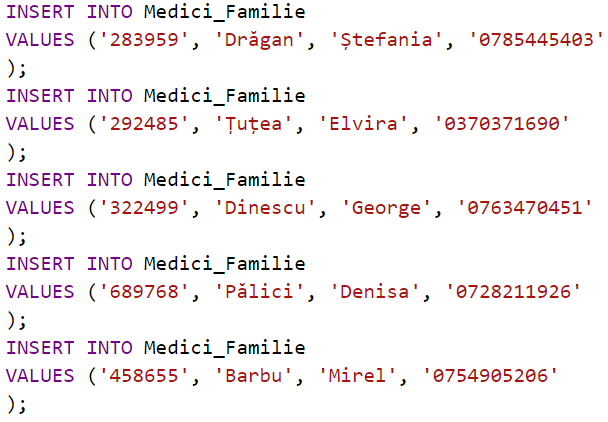 INSERT INTO Medici_Familie
VALUES ('283959', 'Drăgan', 'Ștefania', '0785445403'
);
INSERT INTO Medici_Familie
VALUES ('292485', 'Țuțea', 'Elvira', '0370371690'
);
INSERT INTO Medici_Familie
VALUES ('322499', 'Dinescu', 'George', '0763470451'
);
INSERT INTO Medici_Familie
VALUES ('689768', 'Pălici', 'Denisa', '0728211926'
);
INSERT INTO Medici_Familie
VALUES ('458655', 'Barbu', 'Mirel', '0754905206'
);